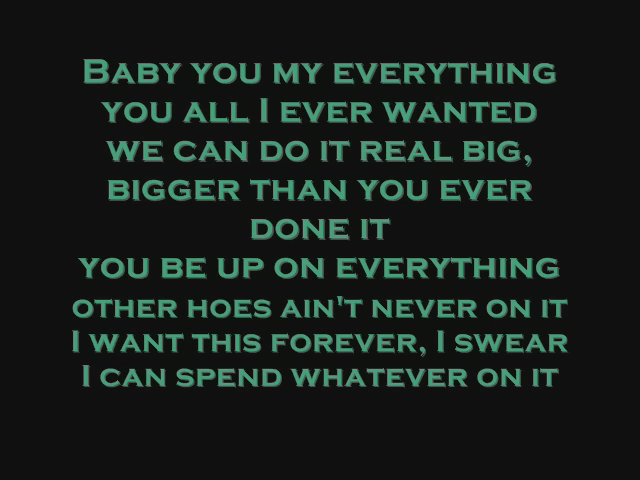 Baby you my everything
you all I ever wanted
we can do it real big,
bigger than you ever
done it
you be up on everything
other hoes ain't never on it
I want this forever, I swear
I can spend whatever on it